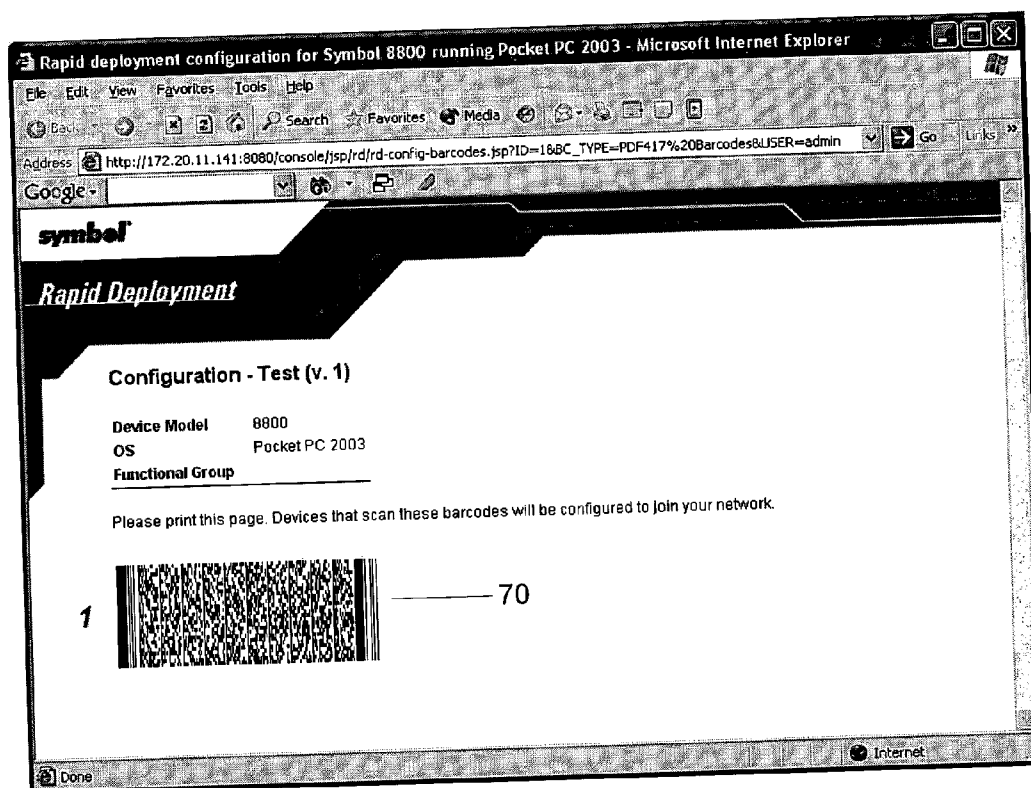 Rapid deployment configuration for Symbol 8800 running Pocket PC 2003 - Microsoft Internet Explorer
File Edit View Favorites Tools Help
Back Search Favorites Media
Address http://172.20.11.141:8080/console/jsp/rd/rd-config-barcodes.jsp?ID=1&BC_TYPE=PDF417%20Barcodes&USER=admin Go Links »
Google
symbol
Rapid Deployment
Configuration - Test (v. 1)
Device Model 8800
OS Pocket PC 2003
Functional Group
Please print this page. Devices that scan these barcodes will be configured to join your network.
1
70
Done Internet